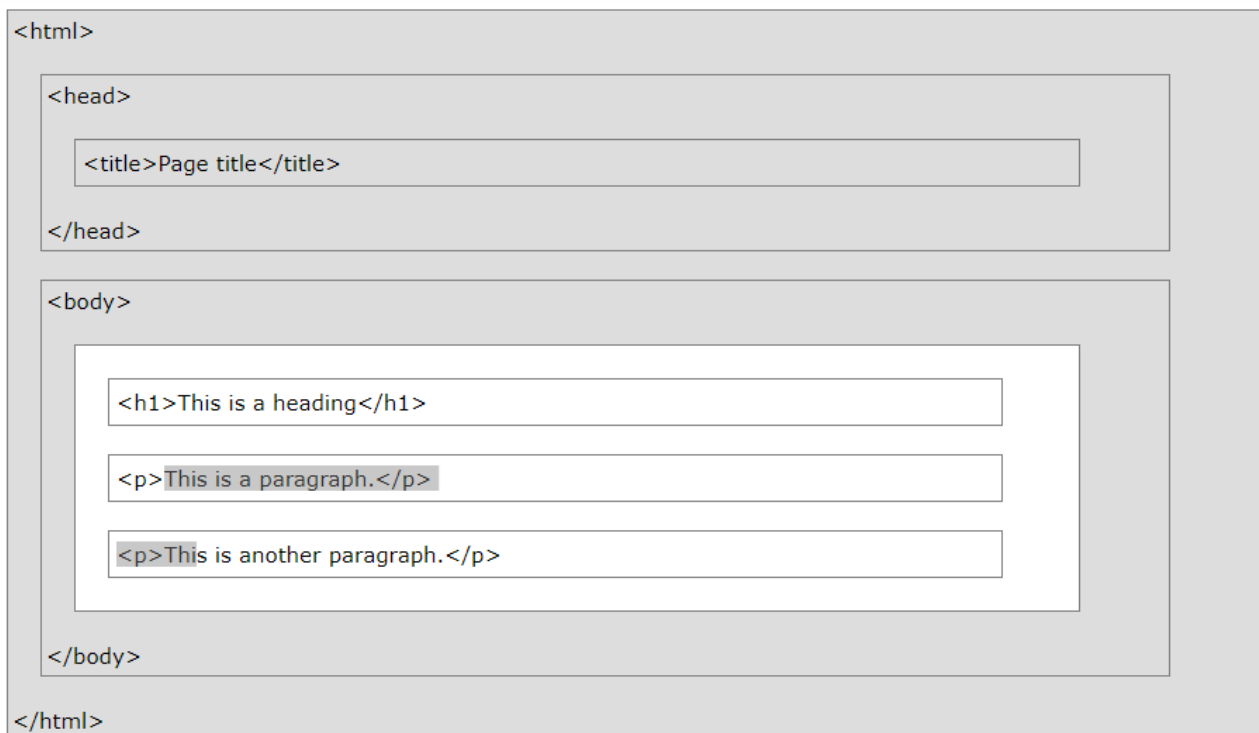 <html>
<head>
<title>Page title</title>
</head>
<body>
<h1>This is a heading</h1>
<p>This is a paragraph.</p>
<p>This is another paragraph.</p>
</body>
</html>